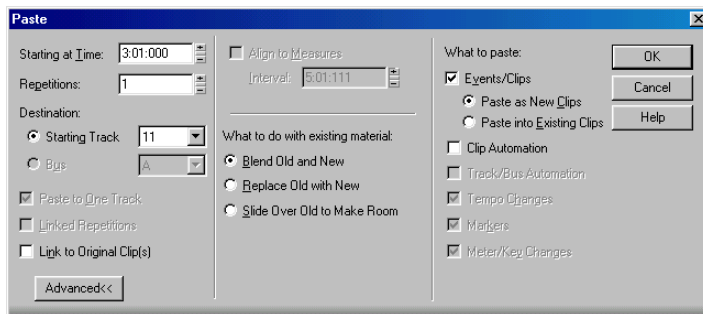 Paste
Starting at Time: 3:01:000
Repetitions: 1
Destination:
Starting Track 11
Bus A
Paste to One Track
Linked Repetitions
Link to Original Clip(s)
Advanced<<
Align to Measures
Interval: 5:01:111
What to do with existing material:
Blend Old and New
Replace Old with New
Slide Over Old to Make Room
What to paste:
Events/Clips
Paste as New Clips
Paste into Existing Clips
Clip Automation
Track/Bus Automation
Tempo Changes
Markers
Meter/Key Changes
OK
Cancel
Help